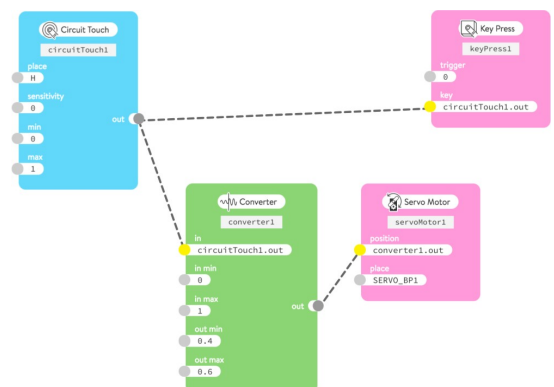 Circuit Touch
circuitTouch1
place
H
sensitivity
0
min
0
max
1
out
Key Press
keyPress1
trigger
0
key
circuitTouch1.out
Converter
converter1
in
circuitTouch1.out
in min
0
in max
1
out min
0.4
out max
0.6
out
Servo Motor
servoMotor1
position
converter1.out
place
SERVO_BP1